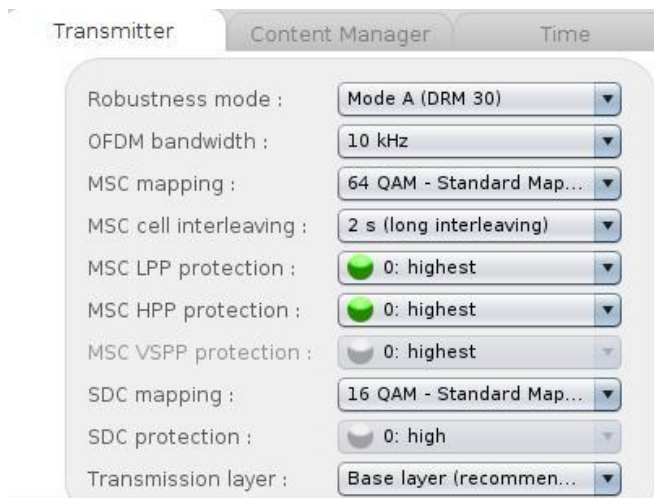 Transmitter Content Manager Time
Robustness mode : Mode A (DRM 30)
OFDM bandwidth : 10 kHz
MSC mapping : 64 QAM - Standard Map...
MSC cell interleaving : 2 s (long interleaving)
MSC LPP protection : 0: highest
MSC HPP protection : 0: highest
MSC VSPP protection : 0: highest
SDC mapping : 16 QAM - Standard Map...
SDC protection : 0: high
Transmission layer : Base layer (recommen...